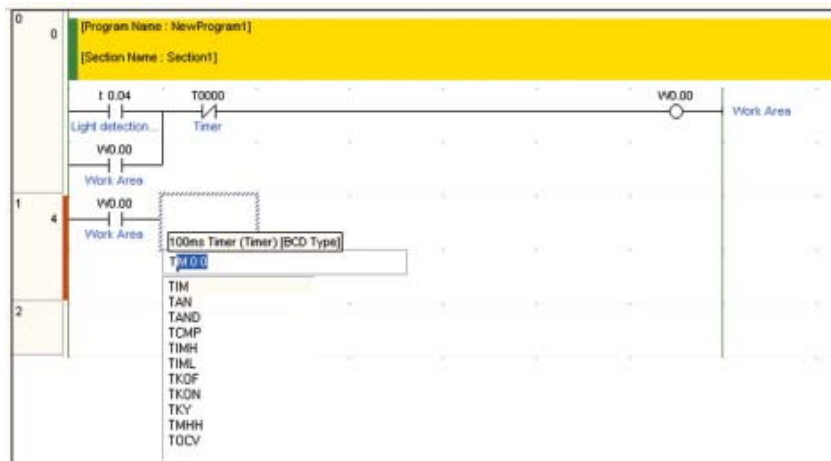 0
0
[Program Name : NewProgram1]
[Section Name : Section1]
I: 0.04 T0000 W0.00
Light detection... Timer Work Area
W0.00
Work Area
1
4
W0.00
Work Area
100ms Timer (Timer) [BCD Type]
TIM 0 0
TIM
TAN
TAND
TCMP
TIMH
TIML
TKOF
TKON
TKY
TMHH
TOCV
2